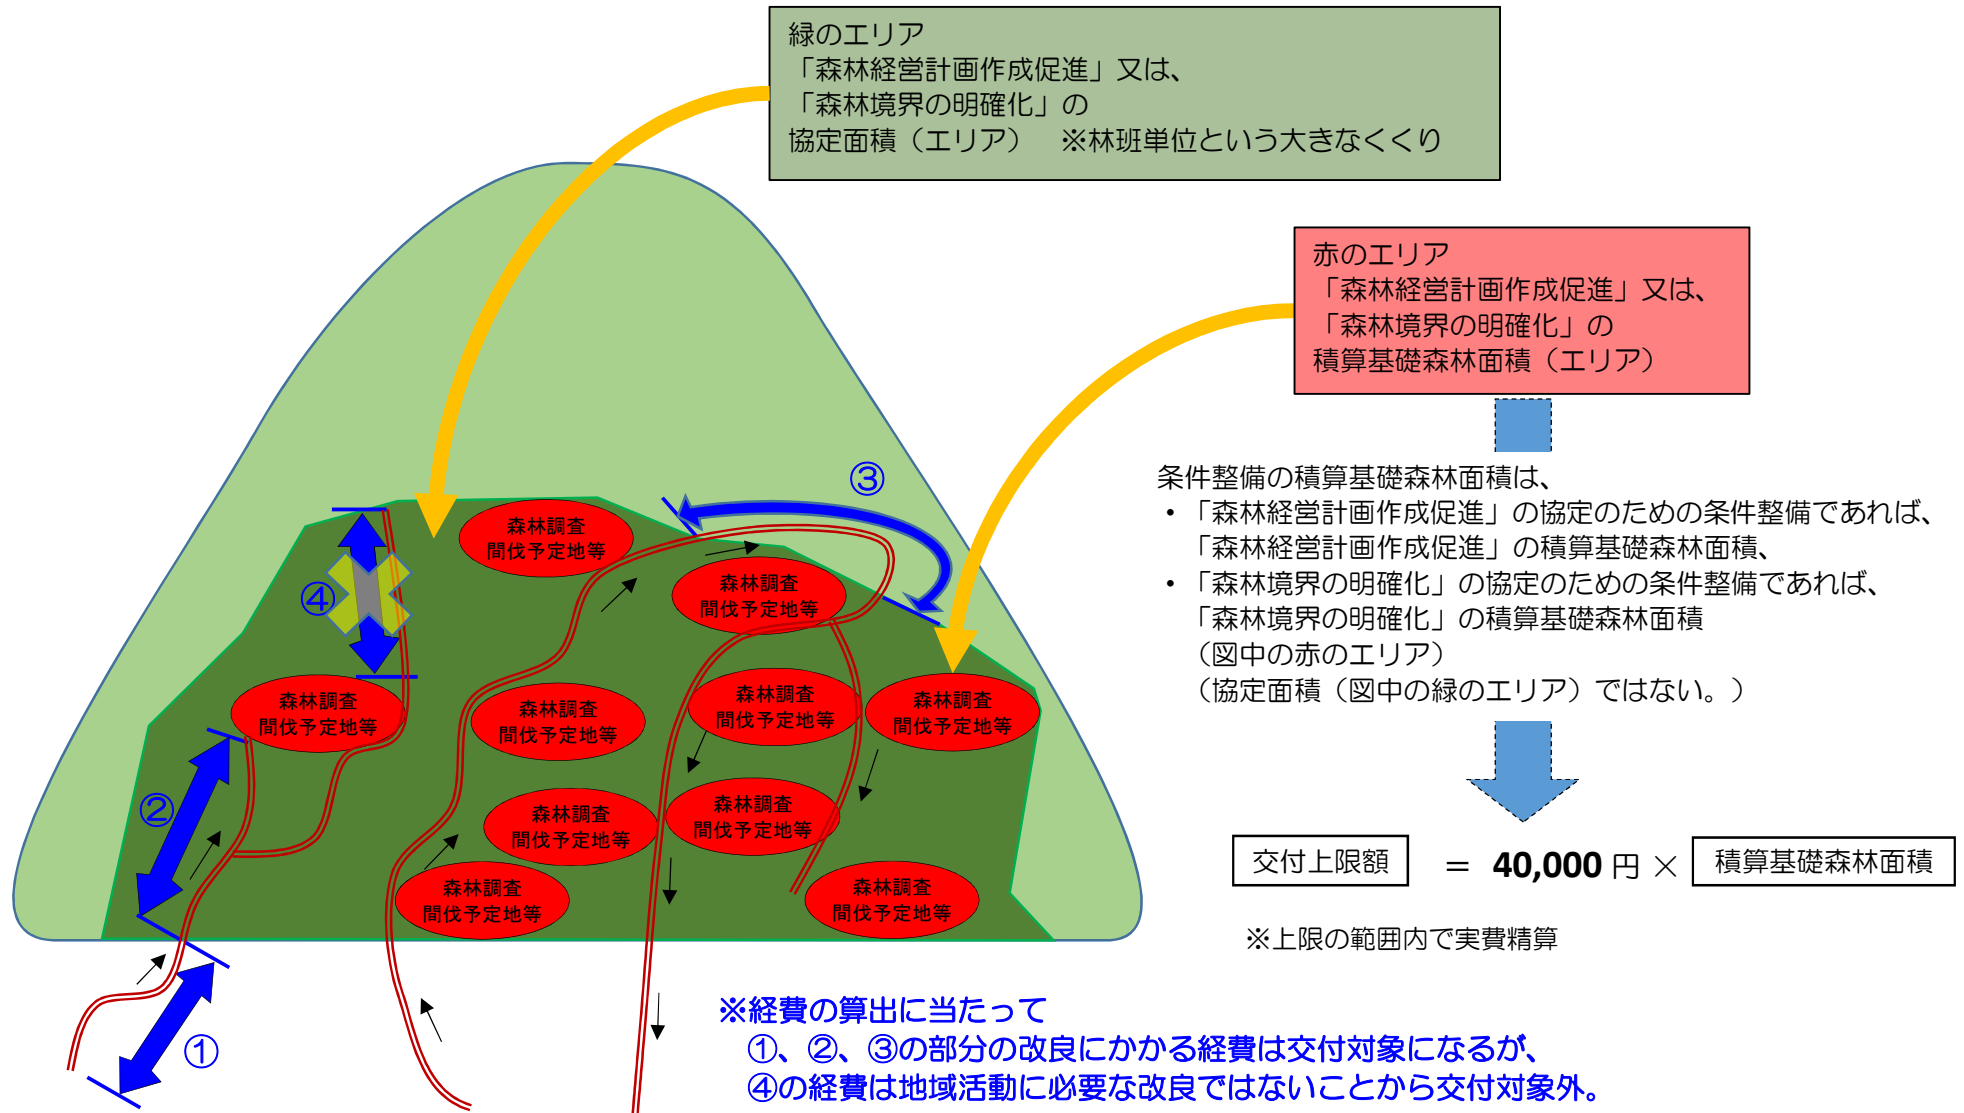 緑のエリア
「森林経営計画作成促進」又は、
「森林境界の明確化」の
協定面積（エリア）　※林班単位という大きなくくり
赤のエリア
「森林経営計画作成促進」又は、
「森林境界の明確化」の
積算基礎森林面積（エリア）
条件整備の積算基礎森林面積は、
・「森林経営計画作成促進」の協定のための条件整備であれば、
「森林経営計画作成促進」の積算基礎森林面積、
・「森林境界の明確化」の協定のための条件整備であれば、
「森林境界の明確化」の積算基礎森林面積
（図中の赤のエリア）
（協定面積（図中の緑のエリア）ではない。）
交付上限額 ＝ 40,000 円 × 積算基礎森林面積
※上限の範囲内で実費精算
③
森林調査
間伐予定地等
森林調査
間伐予定地等
④
森林調査
間伐予定地等
森林調査
間伐予定地等
森林調査
間伐予定地等
森林調査
間伐予定地等
②
森林調査
間伐予定地等
森林調査
間伐予定地等
森林調査
間伐予定地等
森林調査
間伐予定地等
①
※経費の算出に当たって
①、②、③の部分の改良にかかる経費は交付対象になるが、
④の経費は地域活動に必要な改良ではないことから交付対象外。